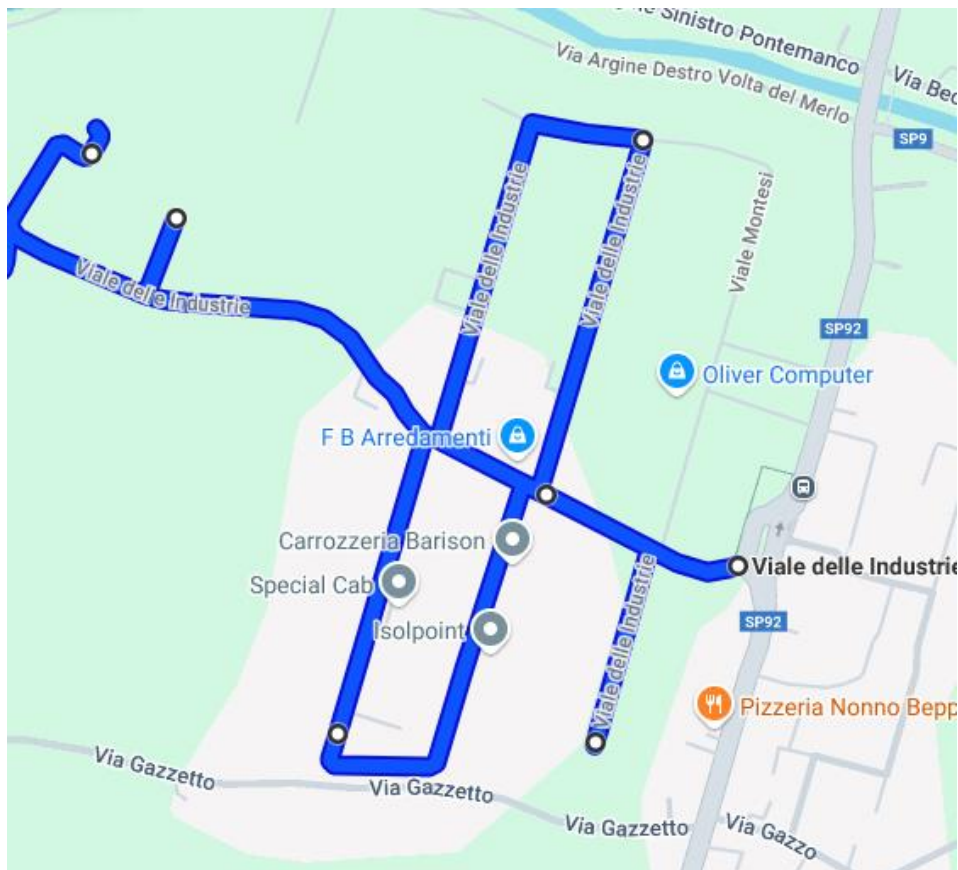 Sinistro Pontemanco
Via Argine Destro Volta del Merlo
Via Bec
SP9
Viale delle Industrie
Viale delle Industrie
Viale Montesi
Viale delle Industrie
SP92
Oliver Computer
F B Arredamenti
Carrozzeria Barison
Viale delle Industrie
Special Cab
Isolpoint
SP92
Viale delle Industrie
Pizzeria Nonno Bepp
Via Gazzetto
Via Gazzetto
Via Gazzetto
Via Gazzo